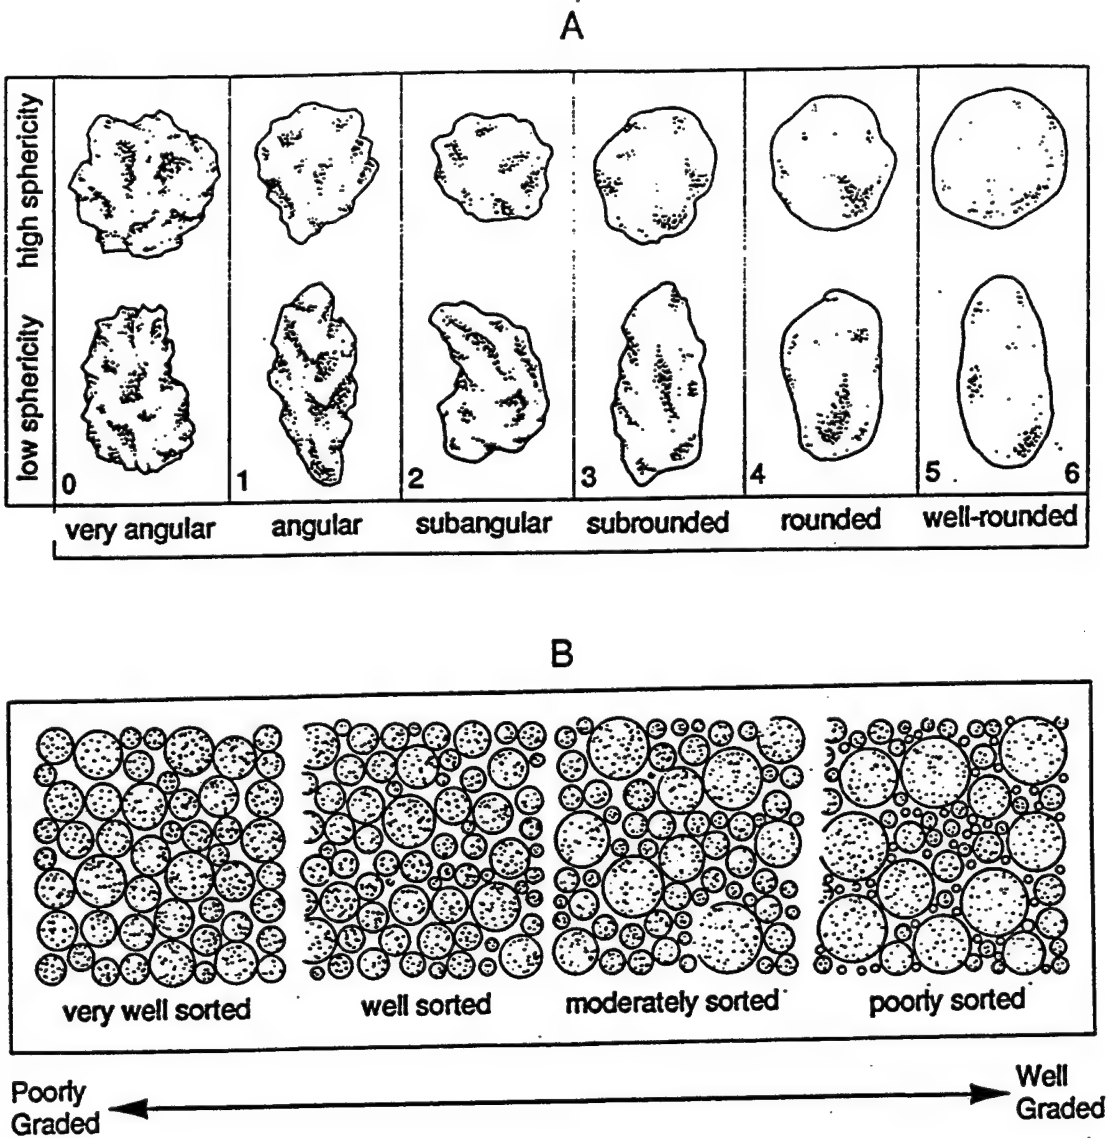 A
high sphericity
low sphericity
0 1 2 3 4 5 6
very angular angular subangular subrounded rounded well-rounded
B
very well sorted well sorted moderately sorted poorly sorted
Poorly
Graded
Well
Graded